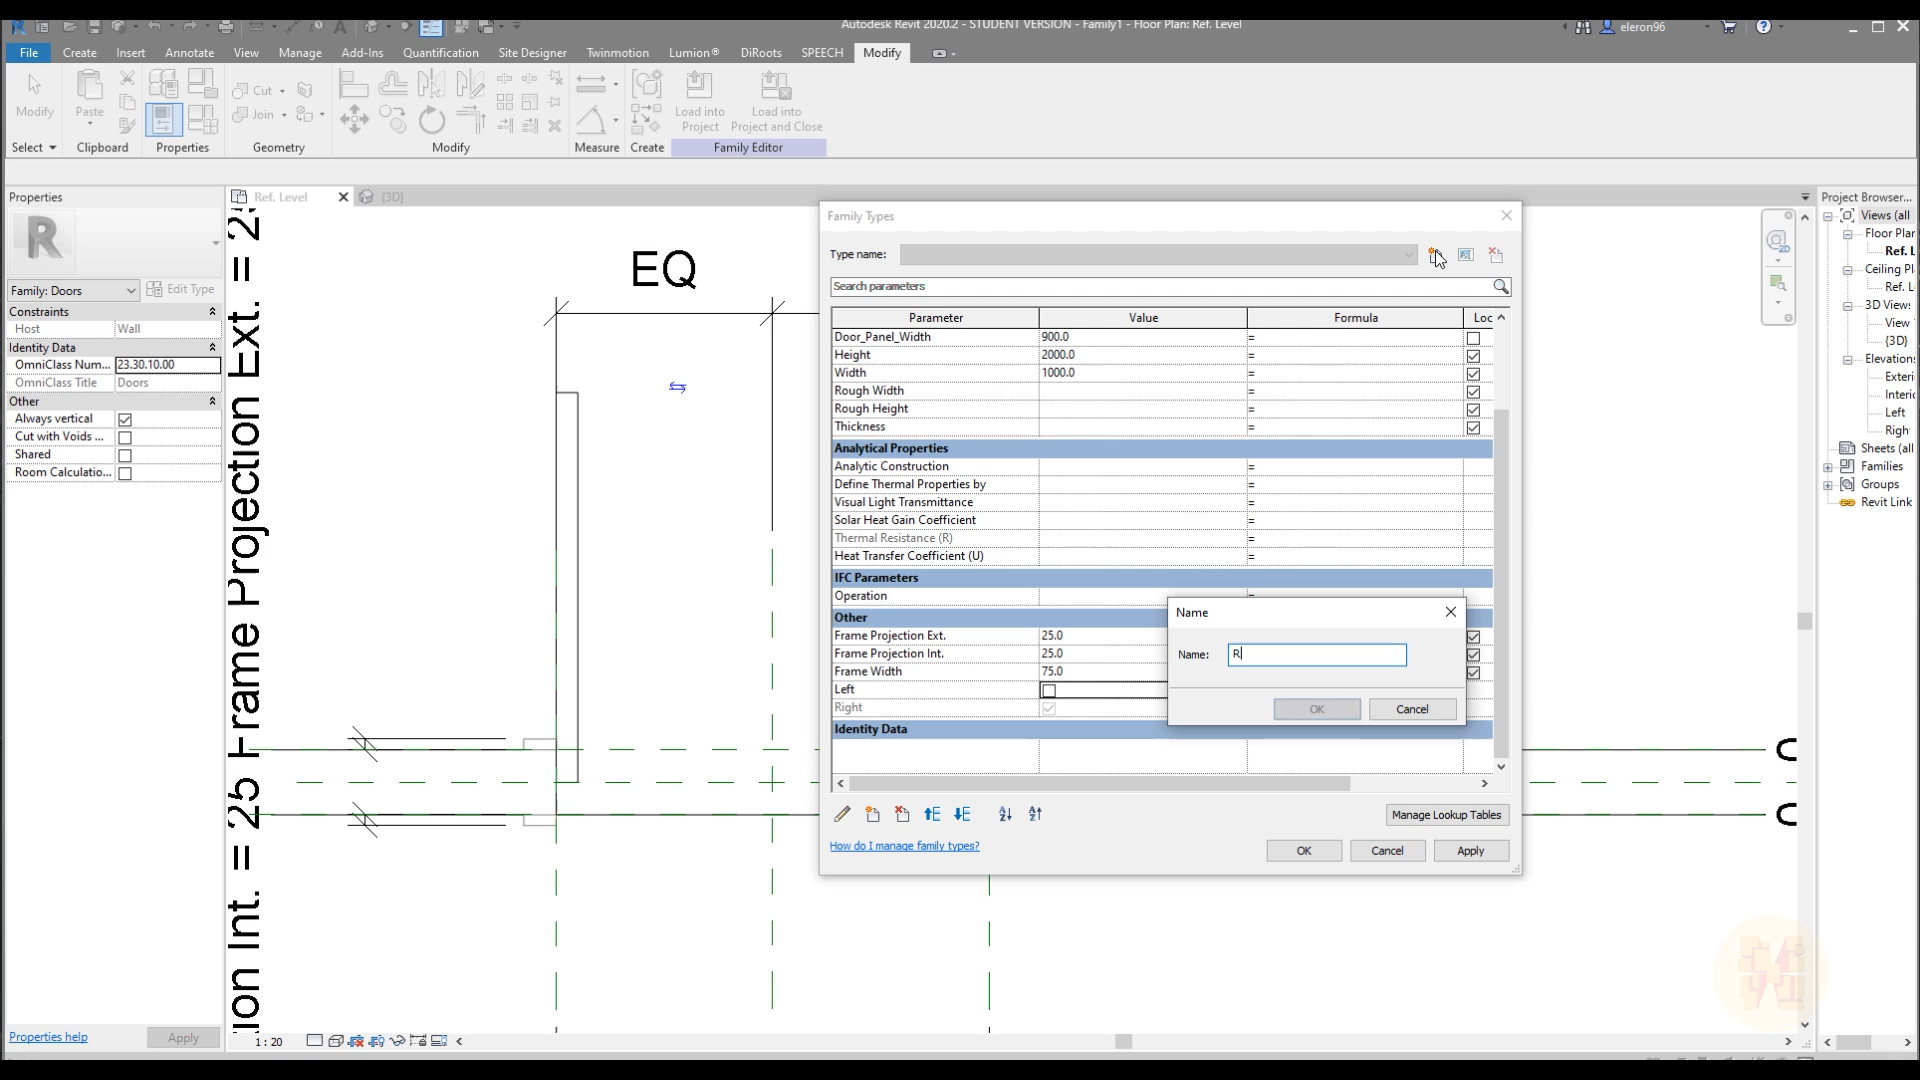 Autodesk Revit 2020.2 - STUDENT VERSION - Family1 - Floor Plan: Ref. Level
eleron96
File Create Insert Annotate View Manage Add-Ins Quantification Site Designer Twinmotion Lumion® DiRoots SPEECH Modify
Modify Paste Cut Join Load into Project Load into Project and Close
Select Clipboard Properties Geometry Modify Measure Create Family Editor
Properties
Ref. Level
{3D}
Project Browser...
R
Family: Doors
Edit Type
Constraints
Host Wall
Identity Data
OmniClass Num... 23.30.10.00
OmniClass Title Doors
Other
Always vertical
Cut with Voids ...
Shared
Room Calculatio...
Properties help
Apply
ion Int. = 25 Frame Projection Ext. = 2
EQ
Family Types
Type name:
Search parameters
Parameter Value Formula Loc
Door_Panel_Width 900.0 =
Height 2000.0 =
Width 1000.0 =
Rough Width =
Rough Height =
Thickness =
Analytical Properties
Analytic Construction =
Define Thermal Properties by =
Visual Light Transmittance =
Solar Heat Gain Coefficient =
Thermal Resistance (R) =
Heat Transfer Coefficient (U) =
IFC Parameters
Operation =
Other
Frame Projection Ext. 25.0
Frame Projection Int. 25.0
Frame Width 75.0
Left
Right
Identity Data
Name
Name: R
OK Cancel
Manage Lookup Tables
How do I manage family types?
OK Cancel Apply
2D
Views (all
Floor Plan
Ref. L
Ceiling Pl
Ref. L
3D Views
View
{3D}
Elevations
Exteri
Interio
Left
Righ
Sheets (all
Families
Groups
Revit Link
1 : 20